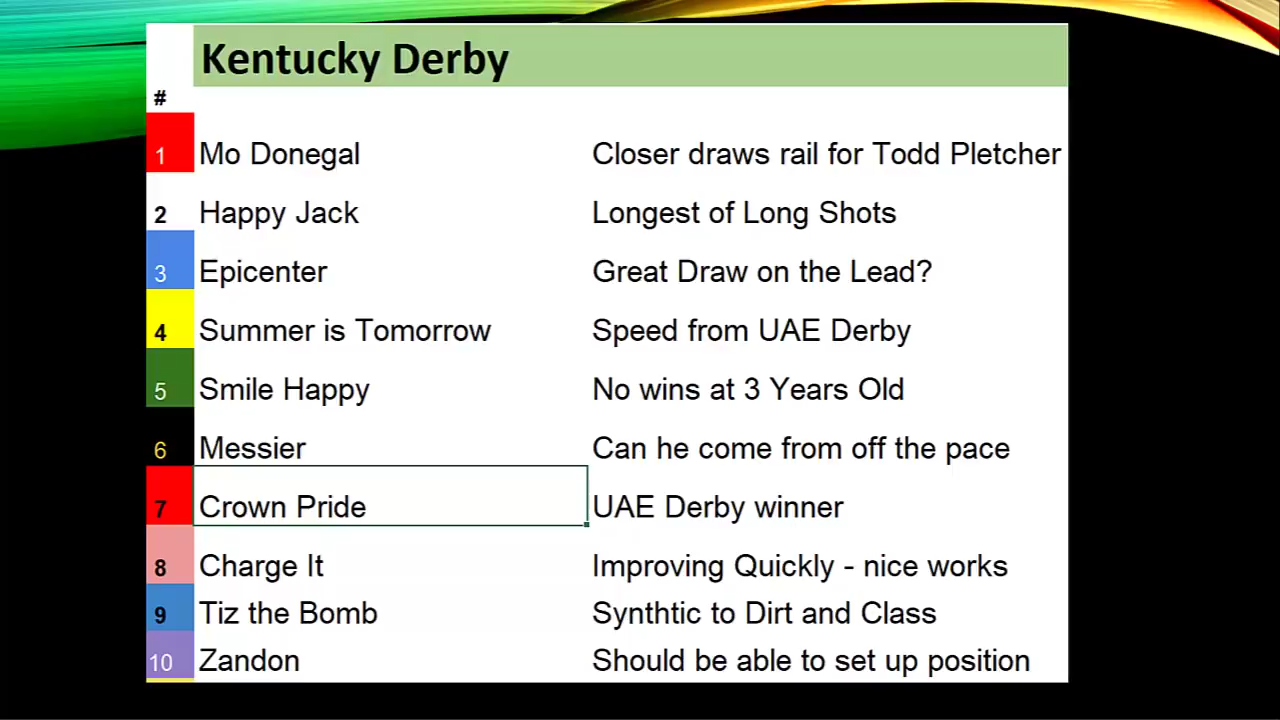 Kentucky Derby
#
1 Mo Donegal Closer draws rail for Todd Pletcher
2 Happy Jack Longest of Long Shots
3 Epicenter Great Draw on the Lead?
4 Summer is Tomorrow Speed from UAE Derby
5 Smile Happy No wins at 3 Years Old
6 Messier Can he come from off the pace
7 Crown Pride UAE Derby winner
8 Charge It Improving Quickly - nice works
9 Tiz the Bomb Synthtic to Dirt and Class
10 Zandon Should be able to set up position